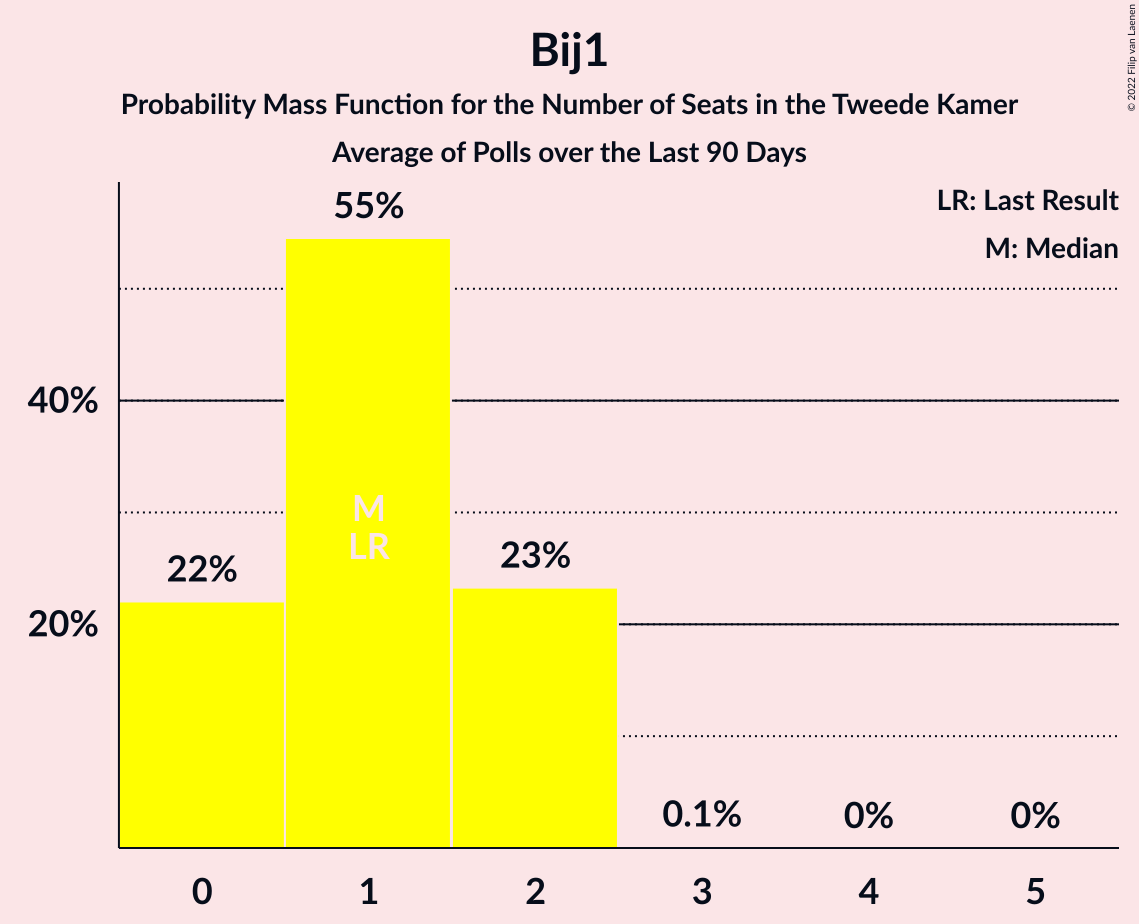 Bij1
Probability Mass Function for the Number of Seats in the Tweede Kamer
Average of Polls over the Last 90 Days
© 2022 Filip van Laenen
LR: Last Result
M: Median
55%
40%
M
LR
22%
23%
20%
0.1%
0%
0%
0
1
2
3
4
5